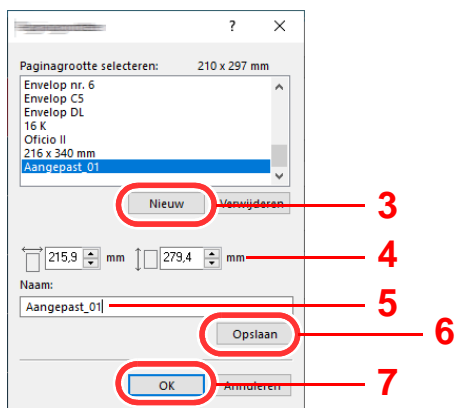 ? ×
Paginagrootte selecteren: 210 x 297 mm
Envelop nr. 6
Envelop C5
Envelop DL
16 K
Oficio II
216 x 340 mm
Aangepast_01
Nieuw Verwijderen 3
215,9 mm 279,4 mm 4
Naam:
Aangepast_01 5
Opslaan 6
OK Annuleren 7